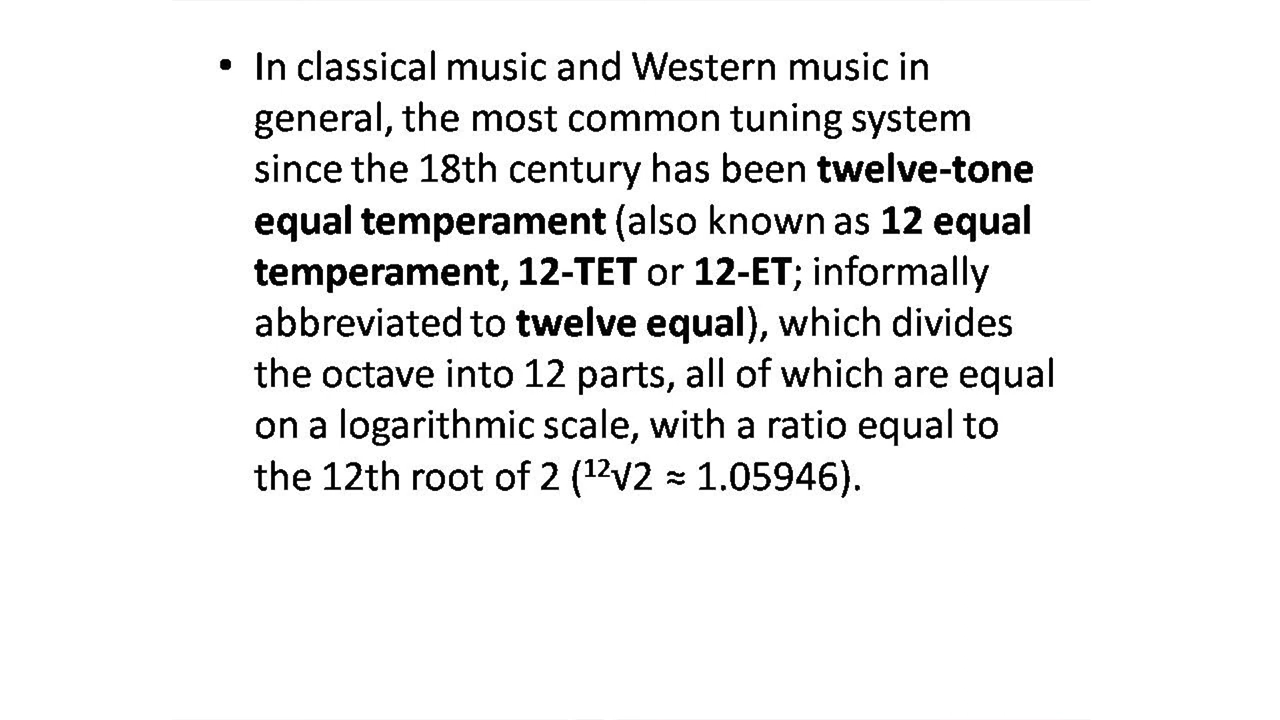 • In classical music and Western music in
general, the most common tuning system
since the 18th century has been twelve-tone
equal temperament (also known as 12 equal
temperament, 12-TET or 12-ET; informally
abbreviated to twelve equal), which divides
the octave into 12 parts, all of which are equal
on a logarithmic scale, with a ratio equal to
the 12th root of 2 (¹²√2 ≈ 1.05946).